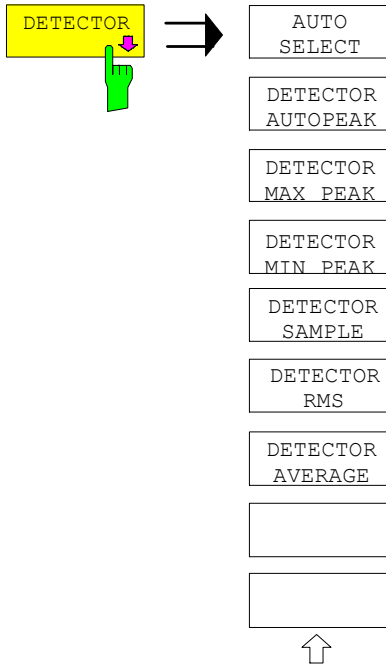 DETECTOR
AUTO
SELECT
DETECTOR
AUTOPEAK
DETECTOR
MAX PEAK
DETECTOR
MIN PEAK
DETECTOR
SAMPLE
DETECTOR
RMS
DETECTOR
AVERAGE